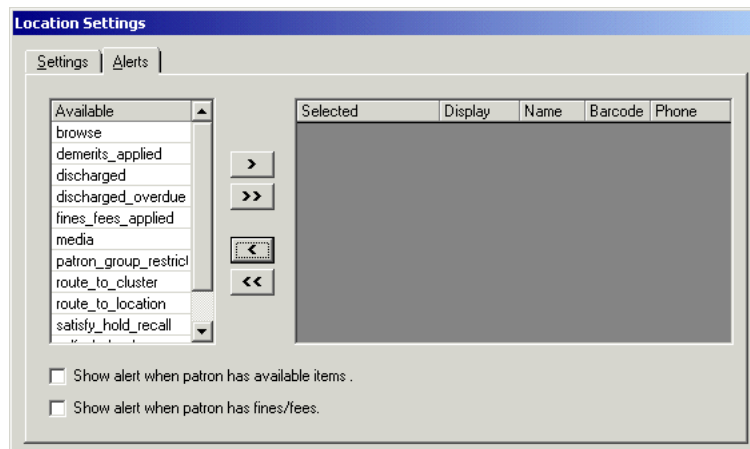 Location Settings
Settings
Alerts
Available
browse
demerits_applied
discharged
discharged_overdue
fines_fees_applied
media
patron_group_restrict
route_to_cluster
route_to_location
satisfy_hold_recall
>
>>
<
<<
Selected Display Name Barcode Phone
Show alert when patron has available items .
Show alert when patron has fines/fees.